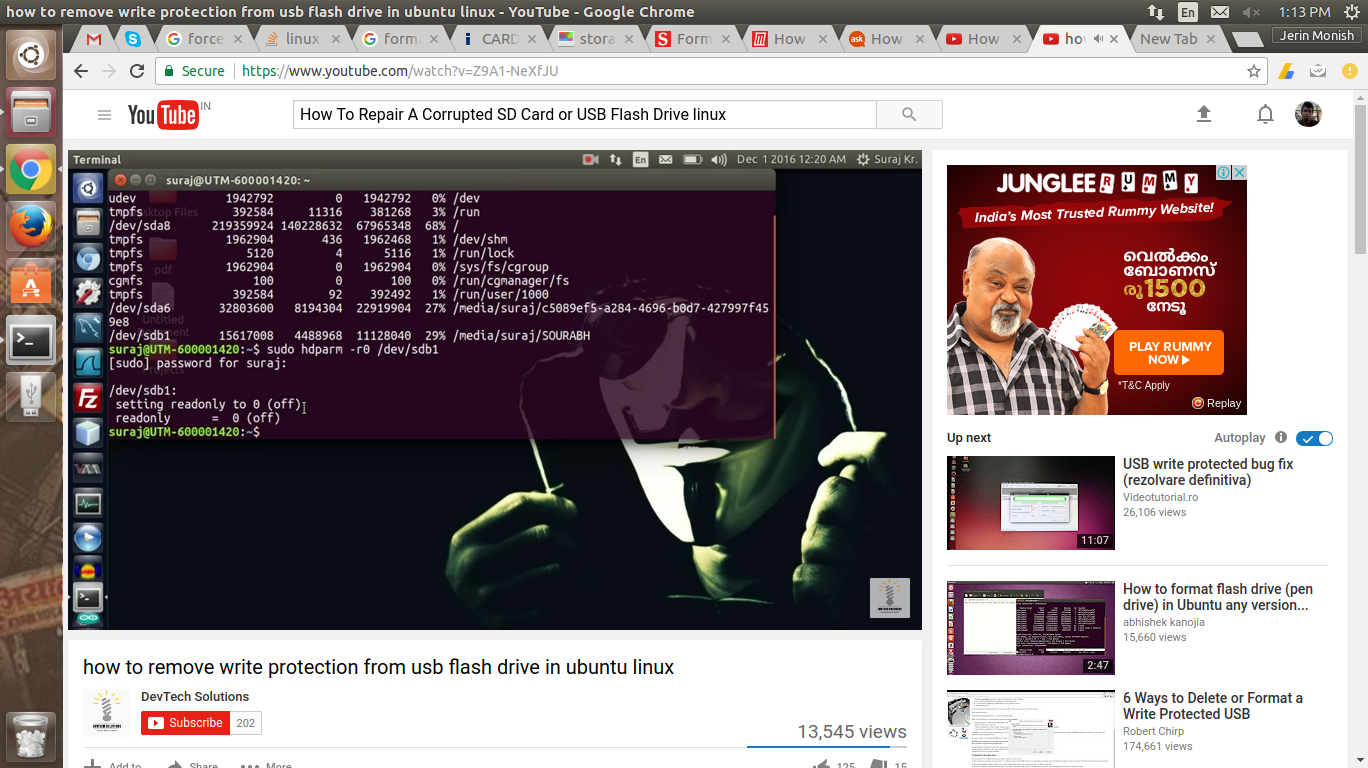 how to remove write protection from usb flash drive in ubuntu linux - YouTube - Google Chrome
En
1:13 PM
force
linux
form
CARD
stora
Form
How
How
How
how
New Tab
Jerin Monish
Secure
https://www.youtube.com/watch?v=Z9A1-NeXfJU
YouTube IN
How To Repair A Corrupted SD Card or USB Flash Drive linux
Terminal
En
Dec 1 2016 12:20 AM
Suraj Kr.
suraj@UTM-600001420: ~
udev 1942792 0 1942792 0% /dev
tmpfs 392584 11316 381268 3% /run
/dev/sda8 219359924 140228632 67965348 68% /
tmpfs 1962904 436 1962468 1% /dev/shm
tmpfs 5120 4 5116 1% /run/lock
tmpfs 1962904 0 1962904 0% /sys/fs/cgroup
cgmfs 100 0 100 0% /run/cgmanager/fs
tmpfs 392584 92 392492 1% /run/user/1000
/dev/sda6 32803600 8194304 22919904 27% /media/suraj/c5089ef5-a284-4696-b0d7-427997f45
9e8
/dev/sdb1 15617008 4488968 11128040 29% /media/suraj/SOURABH
suraj@UTM-600001420:~$ sudo hdparm -r0 /dev/sdb1
[sudo] password for suraj:
/dev/sdb1:
setting readonly to 0 (off)
readonly = 0 (off)
suraj@UTM-600001420:~$
JUNGLEE RUMMY
India's Most Trusted Rummy Website!
വെൽക്കം
ബോണസ്
രൂ1500
നേടൂ
PLAY RUMMY
NOW
*T&C Apply
Replay
Up next
Autoplay
USB write protected bug fix
(rezolvare definitiva)
Videotutorial.ro
26,106 views
11:07
How to format flash drive (pen
drive) in Ubuntu any version...
abhishek kanojia
15,660 views
2:47
6 Ways to Delete or Format a
Write Protected USB
Robert Chirp
174,661 views
how to remove write protection from usb flash drive in ubuntu linux
DevTech Solutions
Subscribe
202
13,545 views
Add to
Share
More
125
15